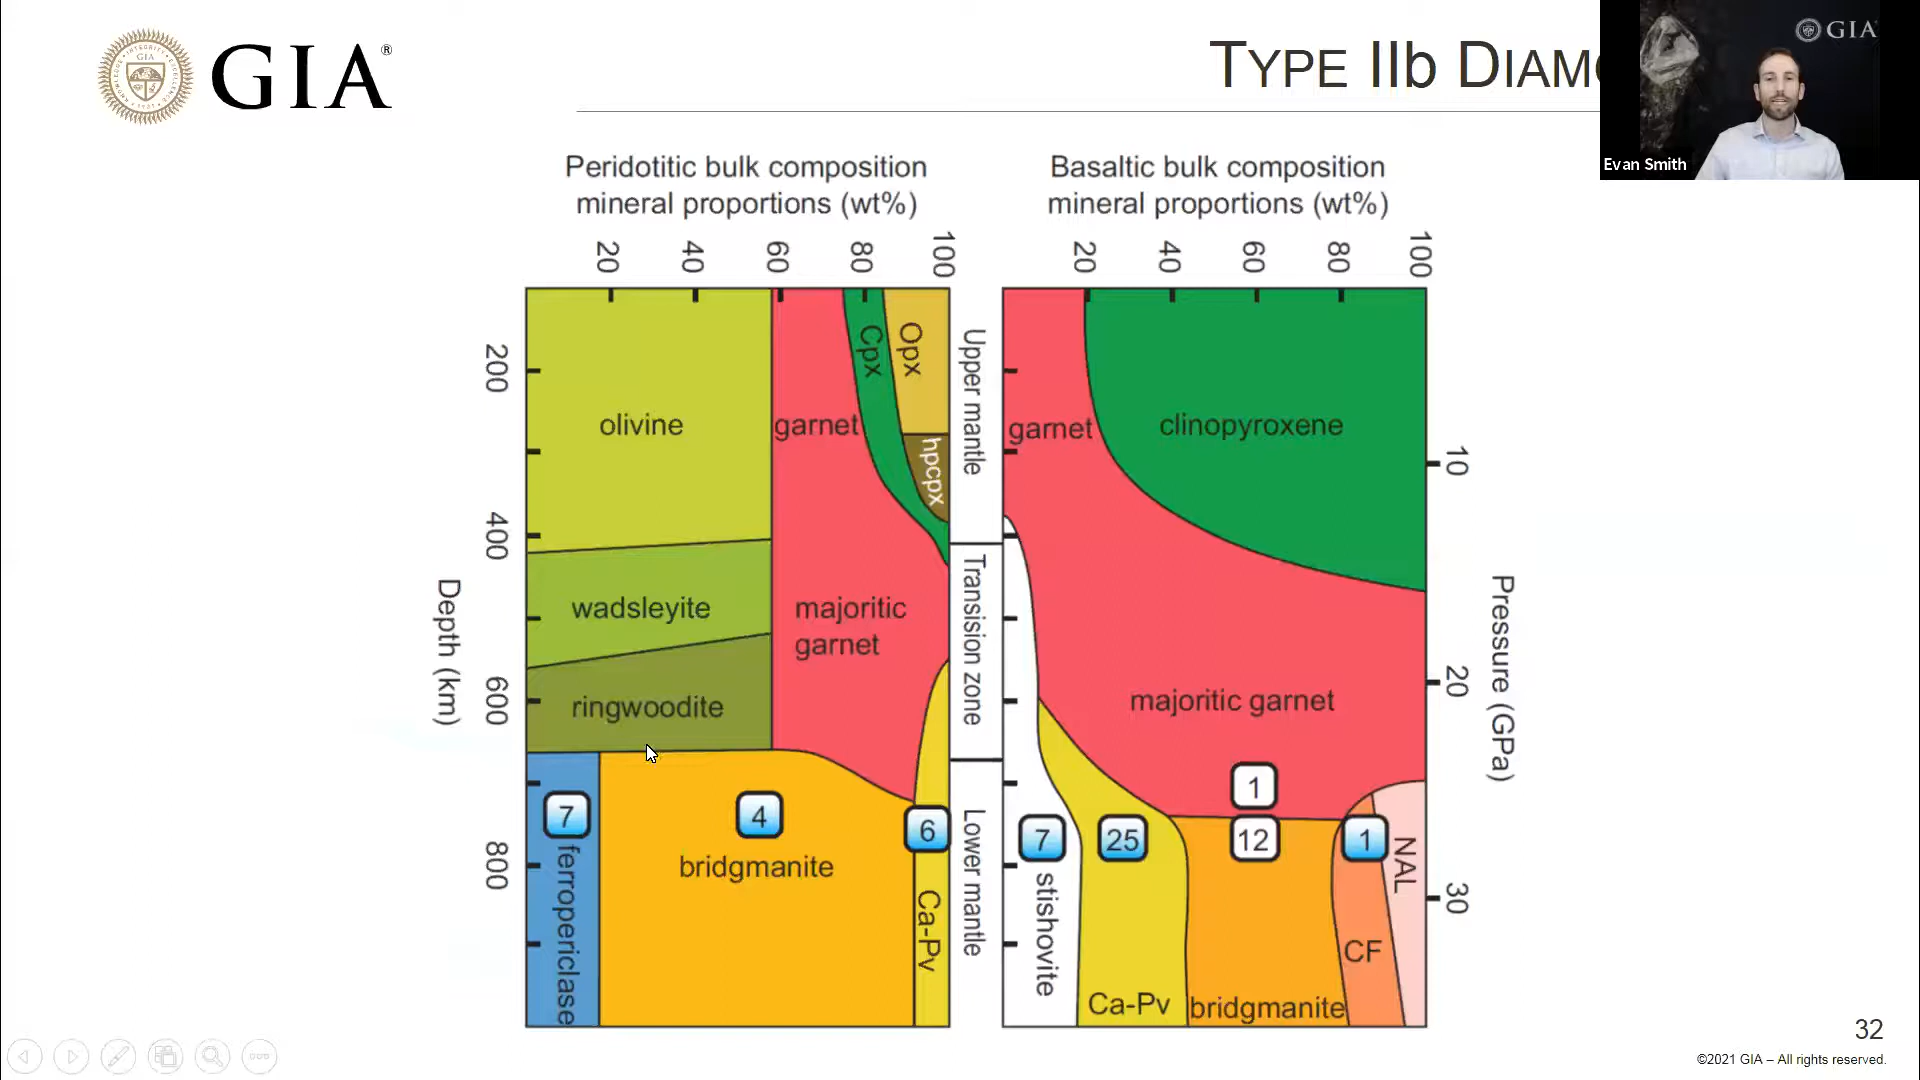 GIA®
TYPE IIb DIAM
GIA
Evan Smith
Peridotitic bulk composition
mineral proportions (wt%)
Basaltic bulk composition
mineral proportions (wt%)
20 40 60 80 100
20 40 60 80 100
Depth (km)
200
400
600
800
olivine
garnet
Cpx
Opx
hpcpx
wadsleyite
majoritic
garnet
ringwoodite
7
ferropericlase
4
bridgmanite
6
Ca-Pv
Upper mantle
Transision zone
Lower mantle
garnet
clinopyroxene
majoritic garnet
1
7
25
12
1
stishovite
Ca-Pv
bridgmanite
CF
NAL
10
20
30
Pressure (GPa)
32
©2021 GIA – All rights reserved.